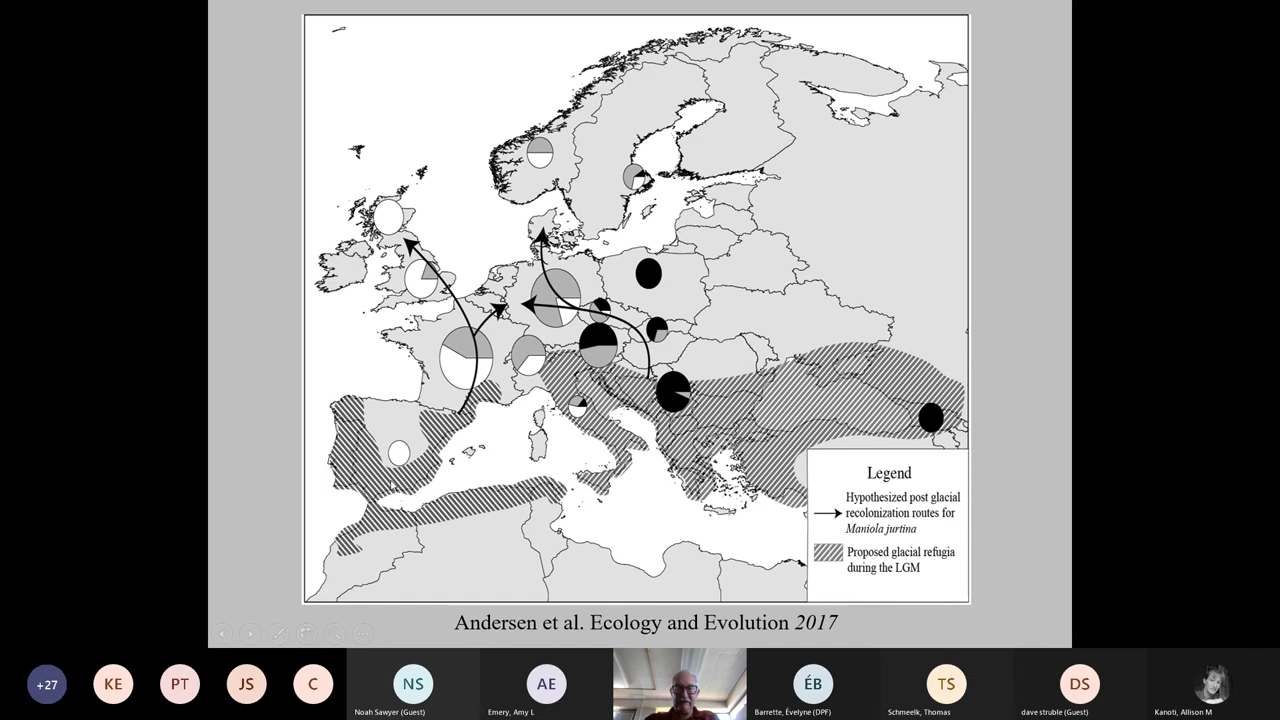 Legend
Hypothesized post glacial
recolonization routes for
Maniola jurtina
Proposed glacial refugia
during the LGM
Andersen et al. Ecology and Evolution 2017
+27
KE
PT
JS
C
NS
Noah Sawyer (Guest)
AE
Emery, Amy L
ÉB
Barrette, Évelyne (DPF)
TS
Schmeelk, Thomas
DS
dave struble (Guest)
Kanoti, Allison M